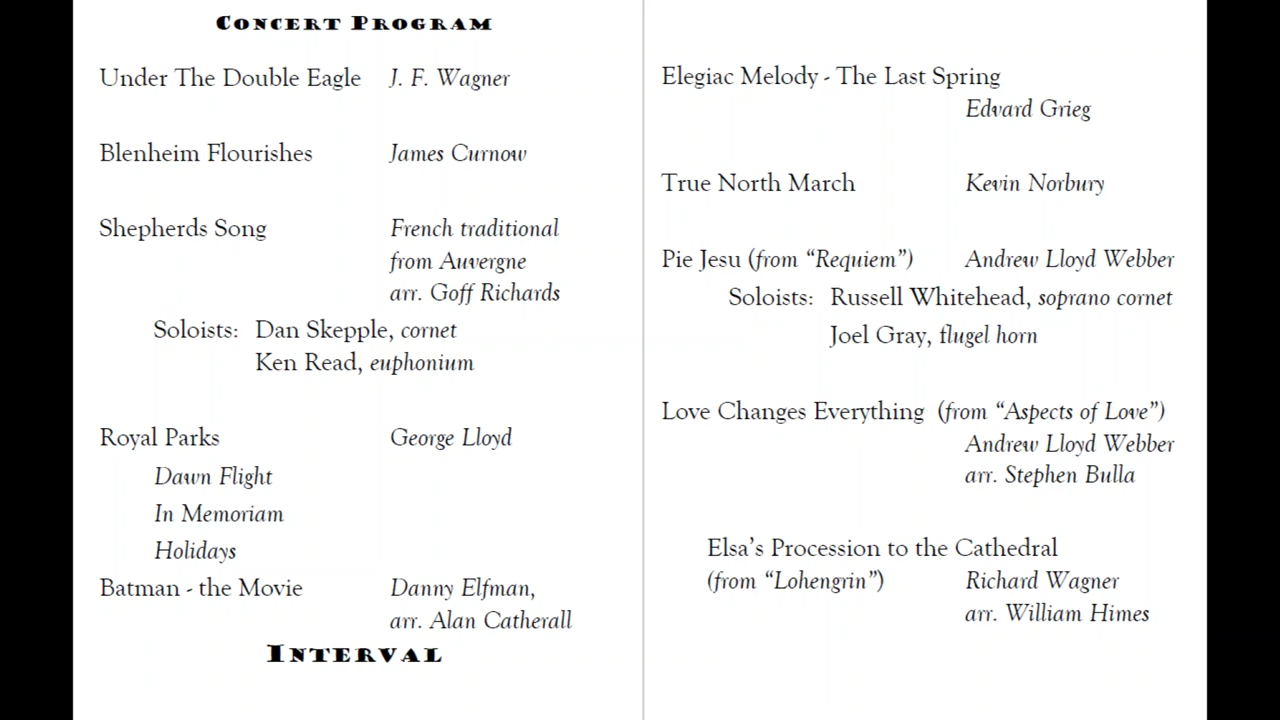 CONCERT PROGRAM
Under The Double Eagle J. F. Wagner
Blenheim Flourishes James Curnow
Shepherds Song French traditional
from Auvergne
arr. Goff Richards
Soloists: Dan Skepple, cornet
Ken Read, euphonium
Royal Parks George Lloyd
Dawn Flight
In Memoriam
Holidays
Batman - the Movie Danny Elfman,
arr. Alan Catherall
INTERVAL
Elegiac Melody - The Last Spring
Edvard Grieg
True North March Kevin Norbury
Pie Jesu (from “Requiem”) Andrew Lloyd Webber
Soloists: Russell Whitehead, soprano cornet
Joel Gray, flugel horn
Love Changes Everything (from “Aspects of Love”)
Andrew Lloyd Webber
arr. Stephen Bulla
Elsa’s Procession to the Cathedral
(from “Lohengrin”) Richard Wagner
arr. William Himes